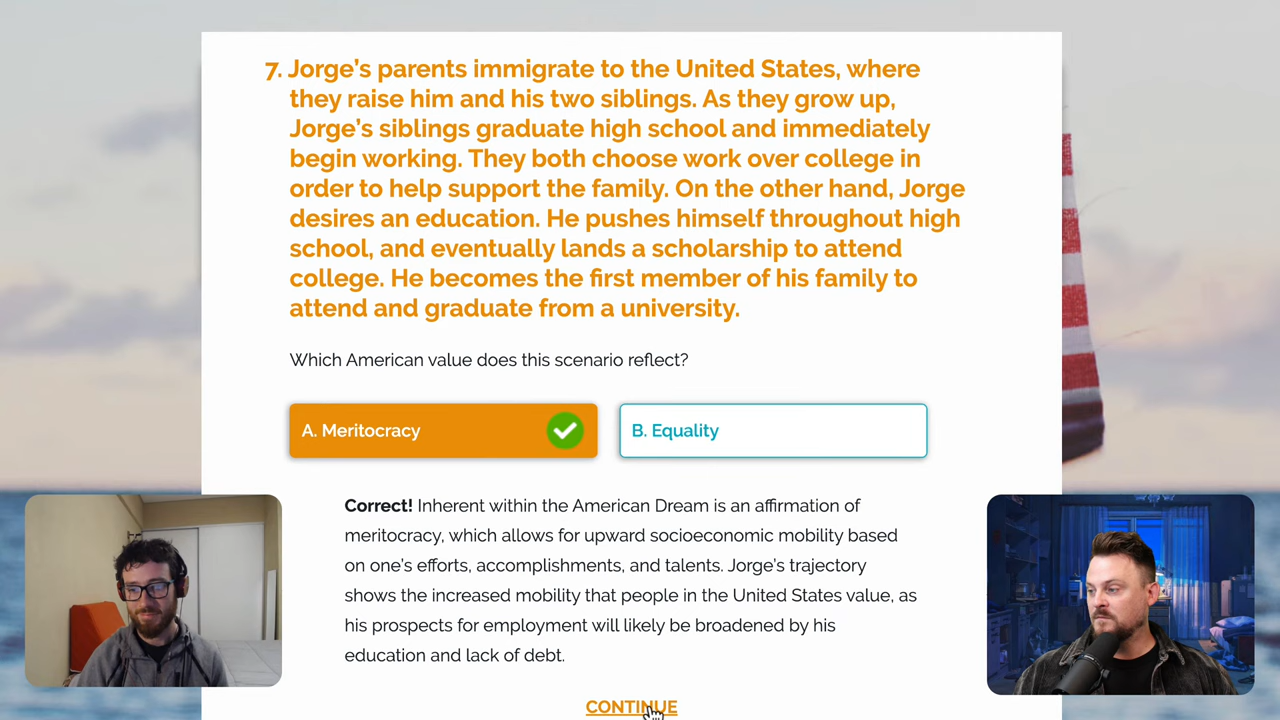 7. Jorge's parents immigrate to the United States, where
they raise him and his two siblings. As they grow up,
Jorge's siblings graduate high school and immediately
begin working. They both choose work over college in
order to help support the family. On the other hand, Jorge
desires an education. He pushes himself throughout high
school, and eventually lands a scholarship to attend
college. He becomes the first member of his family to
attend and graduate from a university.
Which American value does this scenario reflect?
A. Meritocracy
B. Equality
Correct! Inherent within the American Dream is an affirmation of
meritocracy, which allows for upward socioeconomic mobility based
on one's efforts, accomplishments, and talents. Jorge's trajectory
shows the increased mobility that people in the United States value, as
his prospects for employment will likely be broadened by his
education and lack of debt.
CONTINUE